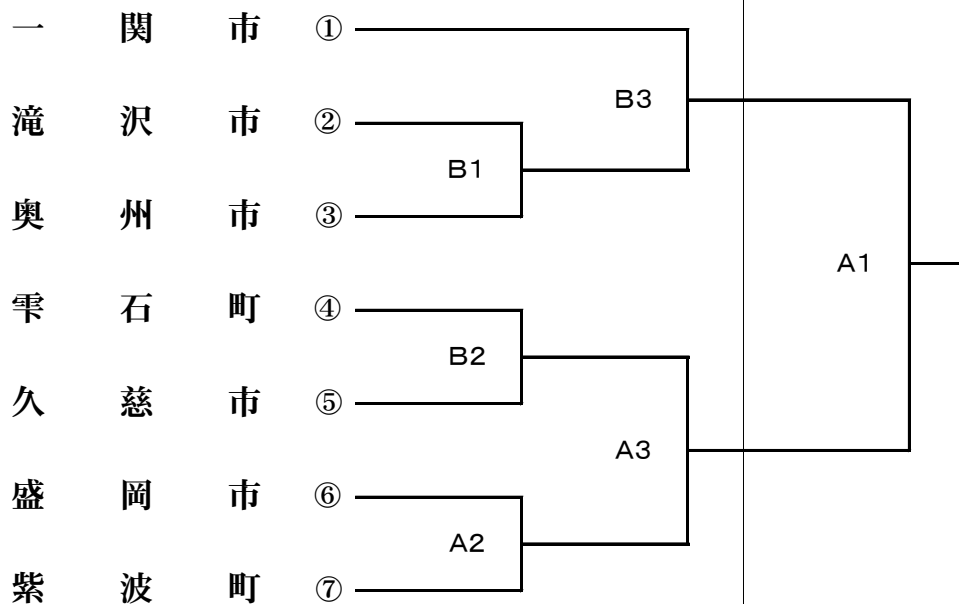 一関市 ①
B3
滝沢市 ②
B1
奥州市 ③
A1
雫石町 ④
B2
久慈市 ⑤
A3
盛岡市 ⑥
A2
紫波町 ⑦